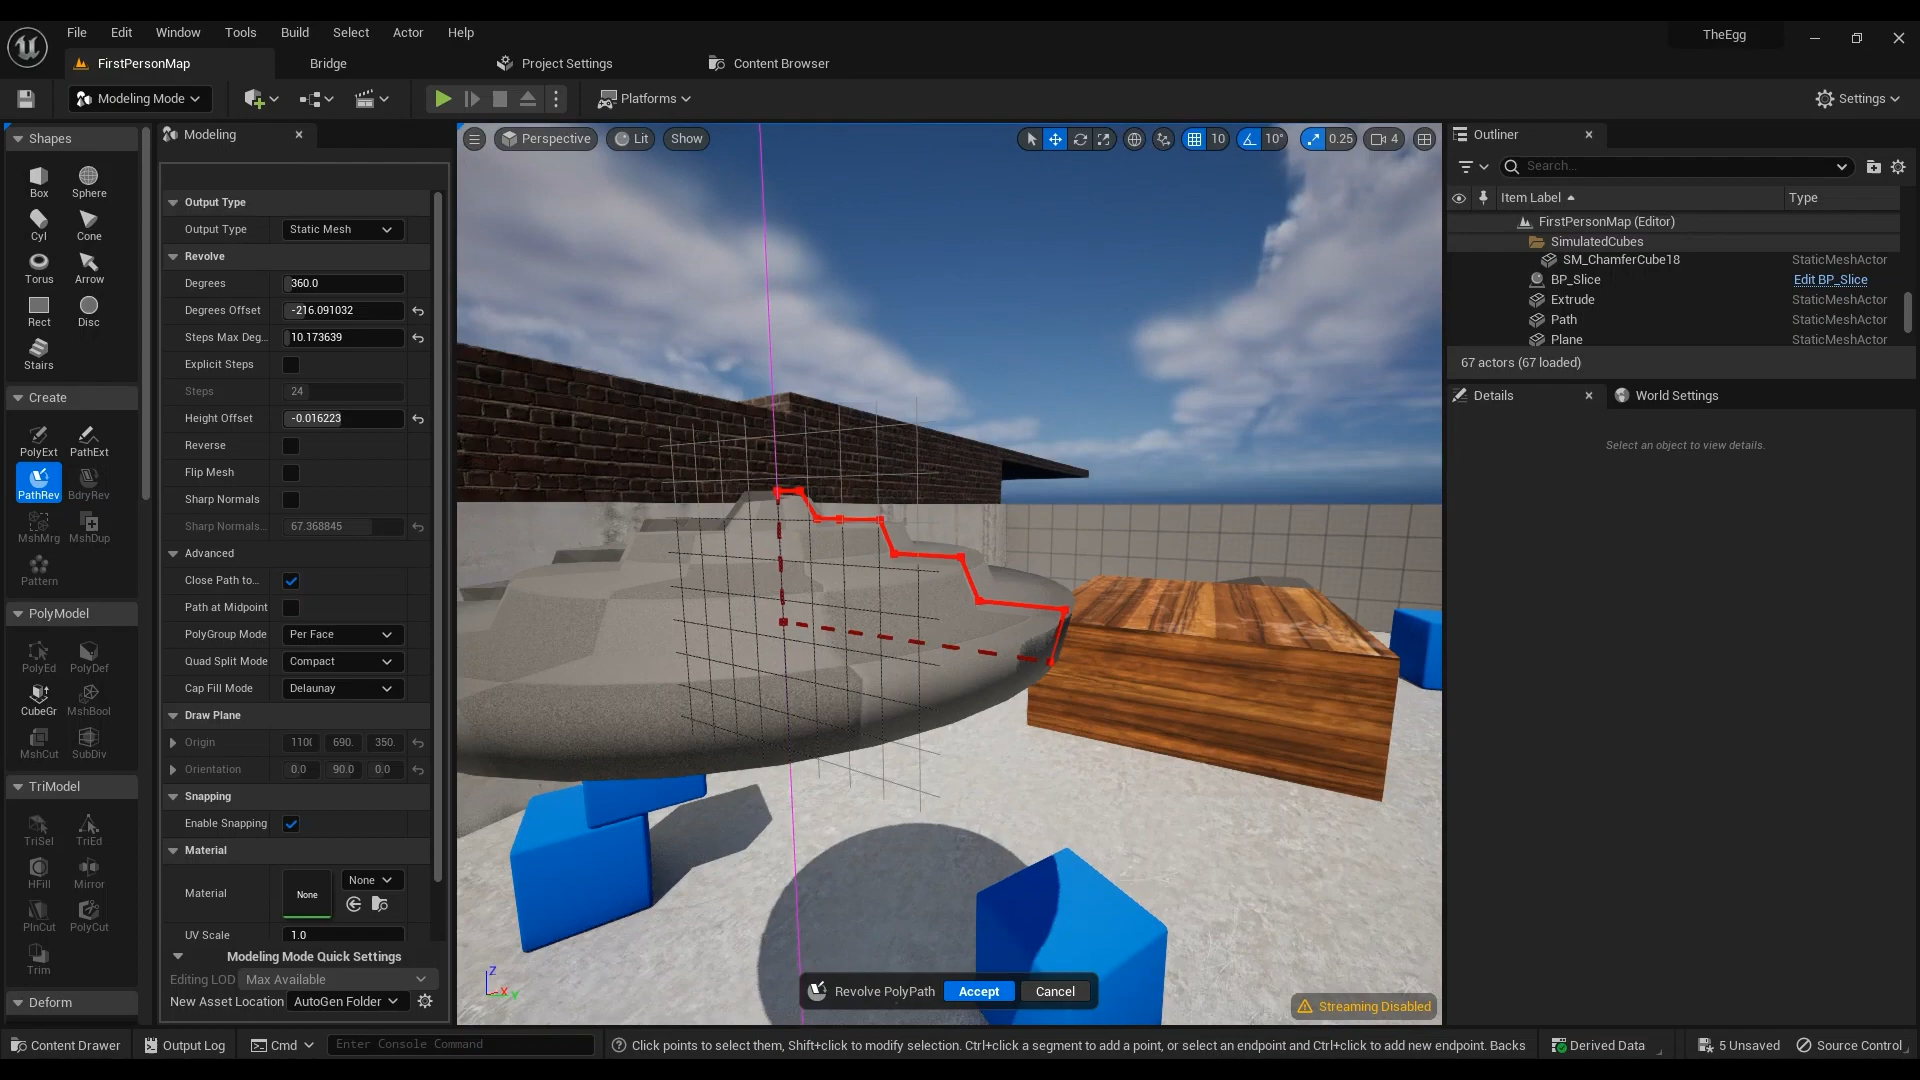 File Edit Window Tools Build Select Actor Help
TheEgg
FirstPersonMap
Bridge
Project Settings
Content Browser
Modeling Mode
Platforms
Settings
Shapes
Box Sphere
Cyl Cone
Torus Arrow
Rect Disc
Stairs
Create
PolyExt PathExt
PathRev BdryRev
MshMrg MshDup
Pattern
PolyModel
PolyEd PolyDef
CubeGr MshBool
MshCut SubDiv
TriModel
TriSel TriEd
HFill Mirror
PlnCut PolyCut
Trim
Deform
Modeling
Output Type
Output Type Static Mesh
Revolve
Degrees 360.0
Degrees Offset -216.091032
Steps Max Deg... 10.173639
Explicit Steps
Steps 24
Height Offset -0.016223
Reverse
Flip Mesh
Sharp Normals
Sharp Normals... 67.368845
Advanced
Close Path to...
Path at Midpoint
PolyGroup Mode Per Face
Quad Split Mode Compact
Cap Fill Mode Delaunay
Draw Plane
Origin 110( 690. 350.
Orientation 0.0 90.0 0.0
Snapping
Enable Snapping
Material
Material None None
UV Scale 1.0
Modeling Mode Quick Settings
Editing LOD Max Available
New Asset Location AutoGen Folder
Perspective Lit Show
10 10° 0.25 4
Z
X
Y
Revolve PolyPath Accept Cancel
Streaming Disabled
Outliner
Search...
Item Label Type
FirstPersonMap (Editor)
SimulatedCubes
SM_ChamferCube18 StaticMeshActor
BP_Slice Edit BP_Slice
Extrude StaticMeshActor
Path StaticMeshActor
Plane StaticMeshActor
67 actors (67 loaded)
Details
World Settings
Select an object to view details.
Content Drawer Output Log Cmd Enter Console Command
Click points to select them, Shift+click to modify selection. Ctrl+click a segment to add a point, or select an endpoint and Ctrl+click to add new endpoint. Backs
Derived Data 5 Unsaved Source Control